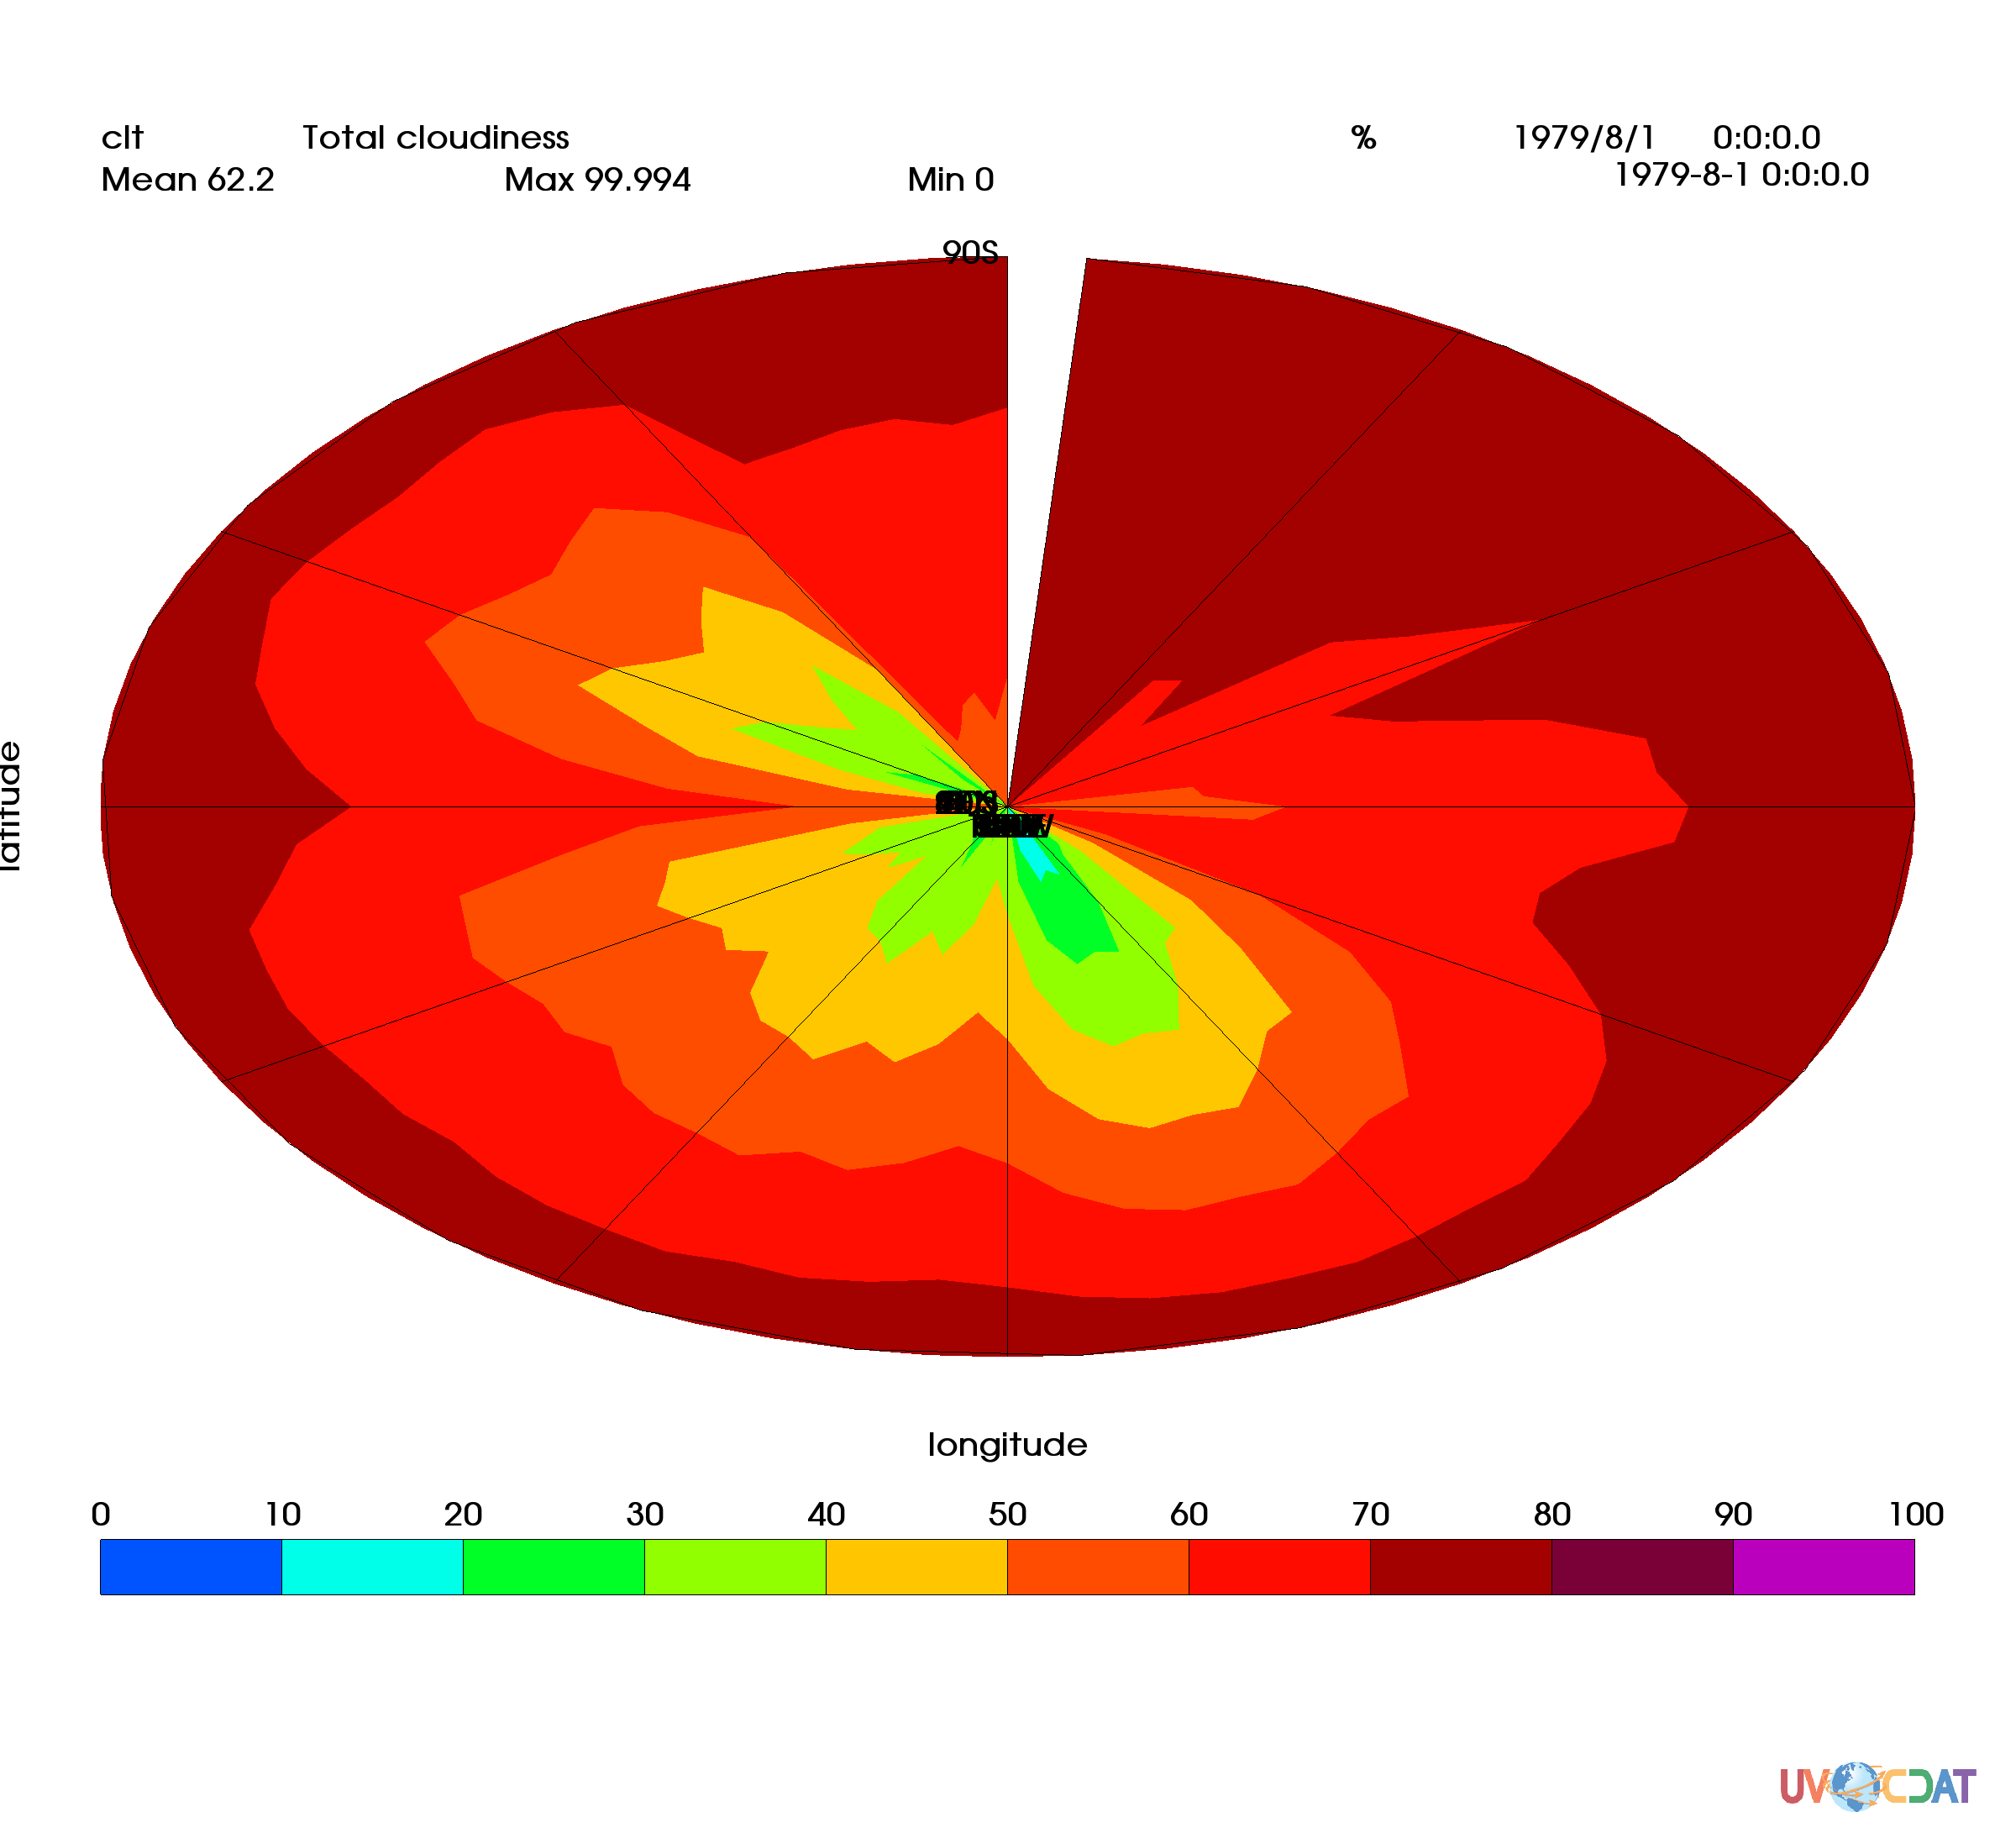 clt Total cloudiness % 1979/8/1 0:0:0.0
Mean 62.2 Max 99.994 Min 0 1979-8-1 0:0:0.0
90S
latitude
longitude
0 10 20 30 40 50 60 70 80 90 100
UV CDAT